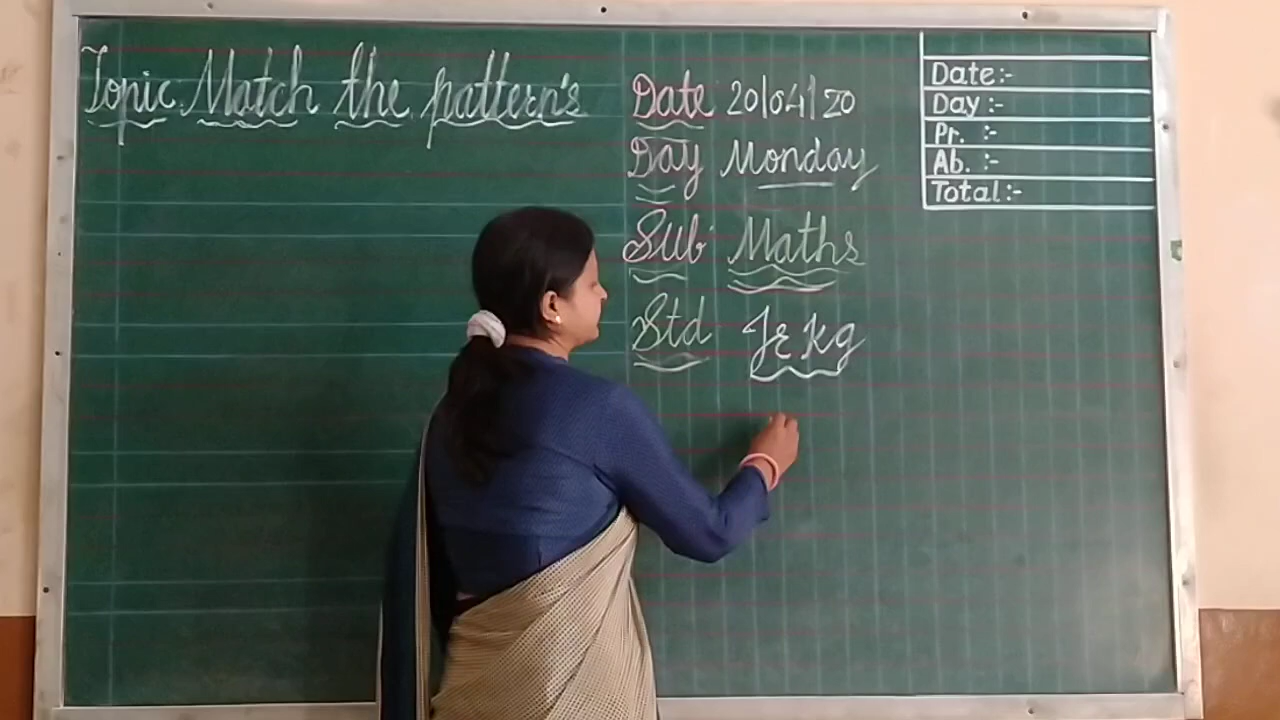 Topic Match the pattern's
Date 20/04/20
Day Monday
Sub Maths
Std Jr Kg
Date:-
Day :-
Pr. :-
Ab. :-
Total:-